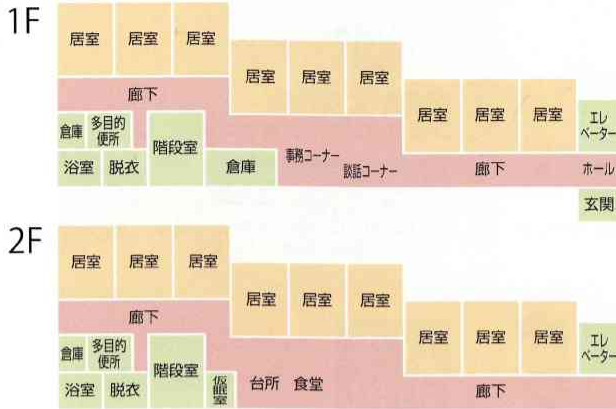 1F
居室 居室 居室
居室 居室 居室
居室 居室 居室
廊下
エレ
ベーター
倉庫 多目的
便所
階段室
浴室 脱衣
倉庫
事務コーナー
談話コーナー
廊下
ホール
玄関
2F
居室 居室 居室
居室 居室 居室
居室 居室 居室
廊下
エレ
ベーター
倉庫 多目的
便所
階段室
浴室 脱衣
仮眠室
台所 食堂
廊下